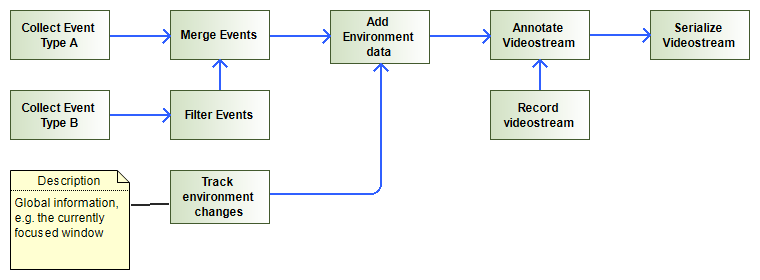 Collect Event
Type A
Merge Events
Add
Environment
data
Annotate
Videostream
Serialize
Videostream
Collect Event
Type B
Filter Events
Record
videostream
Description
Global information,
e.g. the currently
focused window
Track
environment
changes